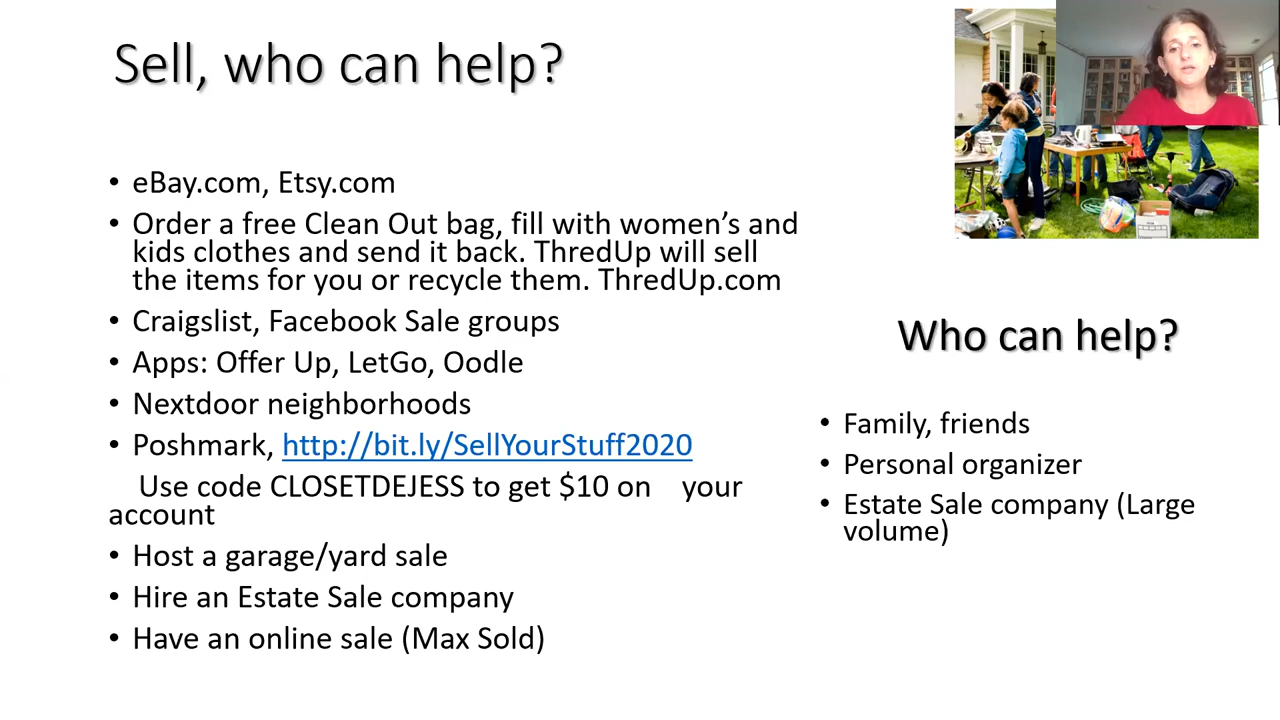 Sell, who can help?
• eBay.com, Etsy.com
• Order a free Clean Out bag, fill with women’s and
kids clothes and send it back. ThredUp will sell
the items for you or recycle them. ThredUp.com
• Craigslist, Facebook Sale groups
• Apps: Offer Up, LetGo, Oodle
• Nextdoor neighborhoods
• Poshmark, http://bit.ly/SellYourStuff2020
Use code CLOSETDEJESS to get $10 on your
account
• Host a garage/yard sale
• Hire an Estate Sale company
• Have an online sale (Max Sold)
Who can help?
• Family, friends
• Personal organizer
• Estate Sale company (Large
volume)